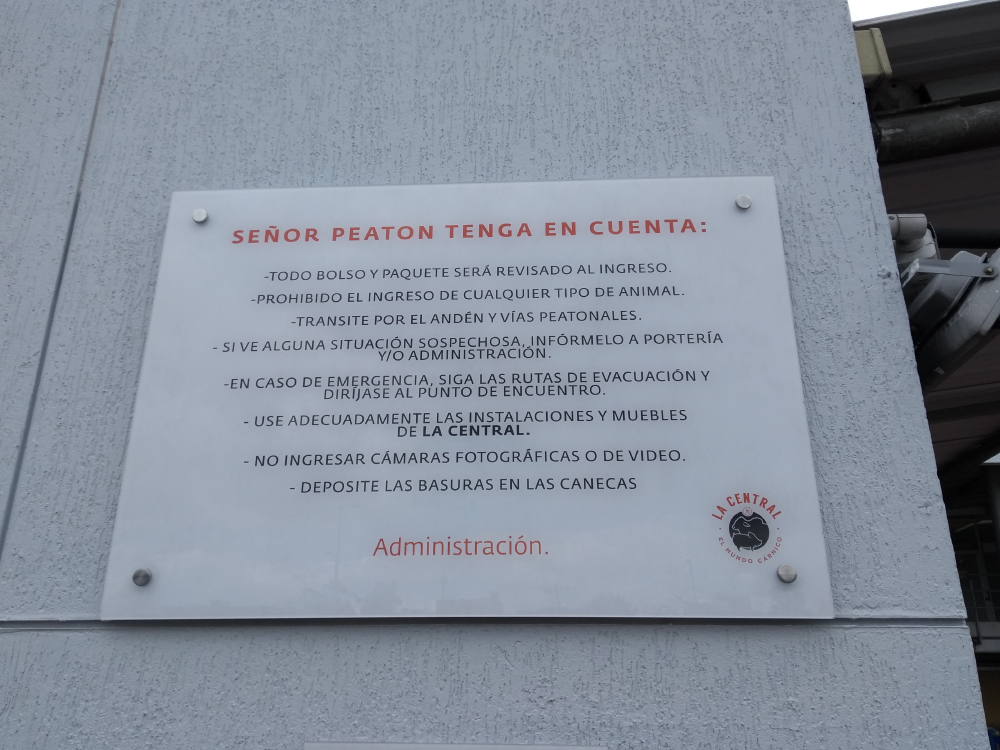 SEÑOR PEATON TENGA EN CUENTA:
-TODO BOLSO Y PAQUETE SERÁ REVISADO AL INGRESO.
-PROHIBIDO EL INGRESO DE CUALQUIER TIPO DE ANIMAL.
-TRANSITE POR EL ANDÉN Y VÍAS PEATONALES.
- SI VE ALGUNA SITUACIÓN SOSPECHOSA, INFÓRMELO A PORTERÍA
Y/O ADMINISTRACIÓN.
-EN CASO DE EMERGENCIA, SIGA LAS RUTAS DE EVACUACIÓN Y
DIRÍJASE AL PUNTO DE ENCUENTRO.
- USE ADECUADAMENTE LAS INSTALACIONES Y MUEBLES
DE LA CENTRAL.
- NO INGRESAR CÁMARAS FOTOGRÁFICAS O DE VIDEO.
- DEPOSITE LAS BASURAS EN LAS CANECAS
Administración.
LA CENTRAL
EL MUNDO CÁRNICO